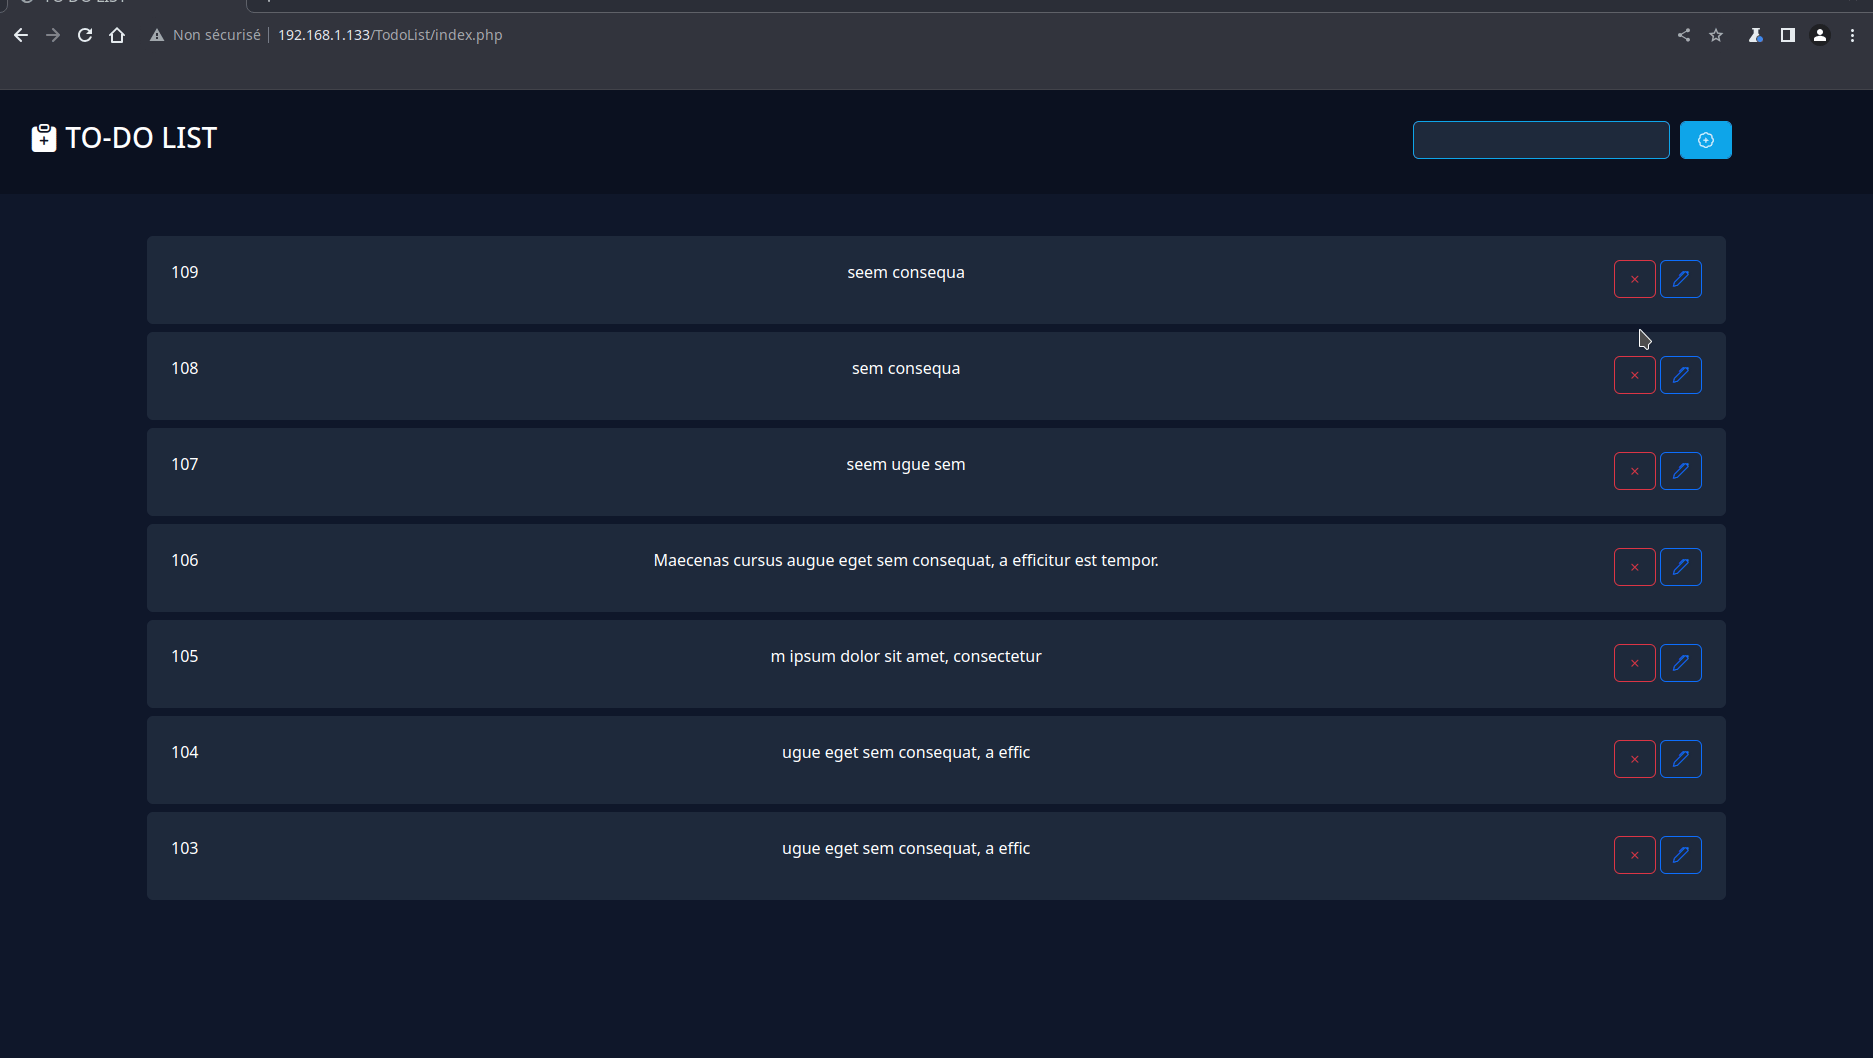 Non sécurisé 192.168.1.133/TodoList/index.php
TO-DO LIST
109 seem consequa
108 sem consequa
107 seem ugue sem
106 Maecenas cursus augue eget sem consequat, a efficitur est tempor.
105 m ipsum dolor sit amet, consectetur
104 ugue eget sem consequat, a effic
103 ugue eget sem consequat, a effic